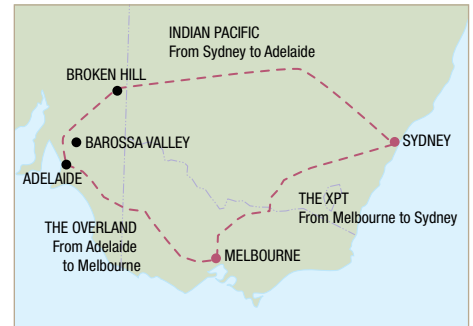 INDIAN PACIFIC
From Sydney to Adelaide
BROKEN HILL
BAROSSA VALLEY
SYDNEY
ADELAIDE
THE XPT
From Melbourne to Sydney
THE OVERLAND
From Adelaide
to Melbourne
MELBOURNE